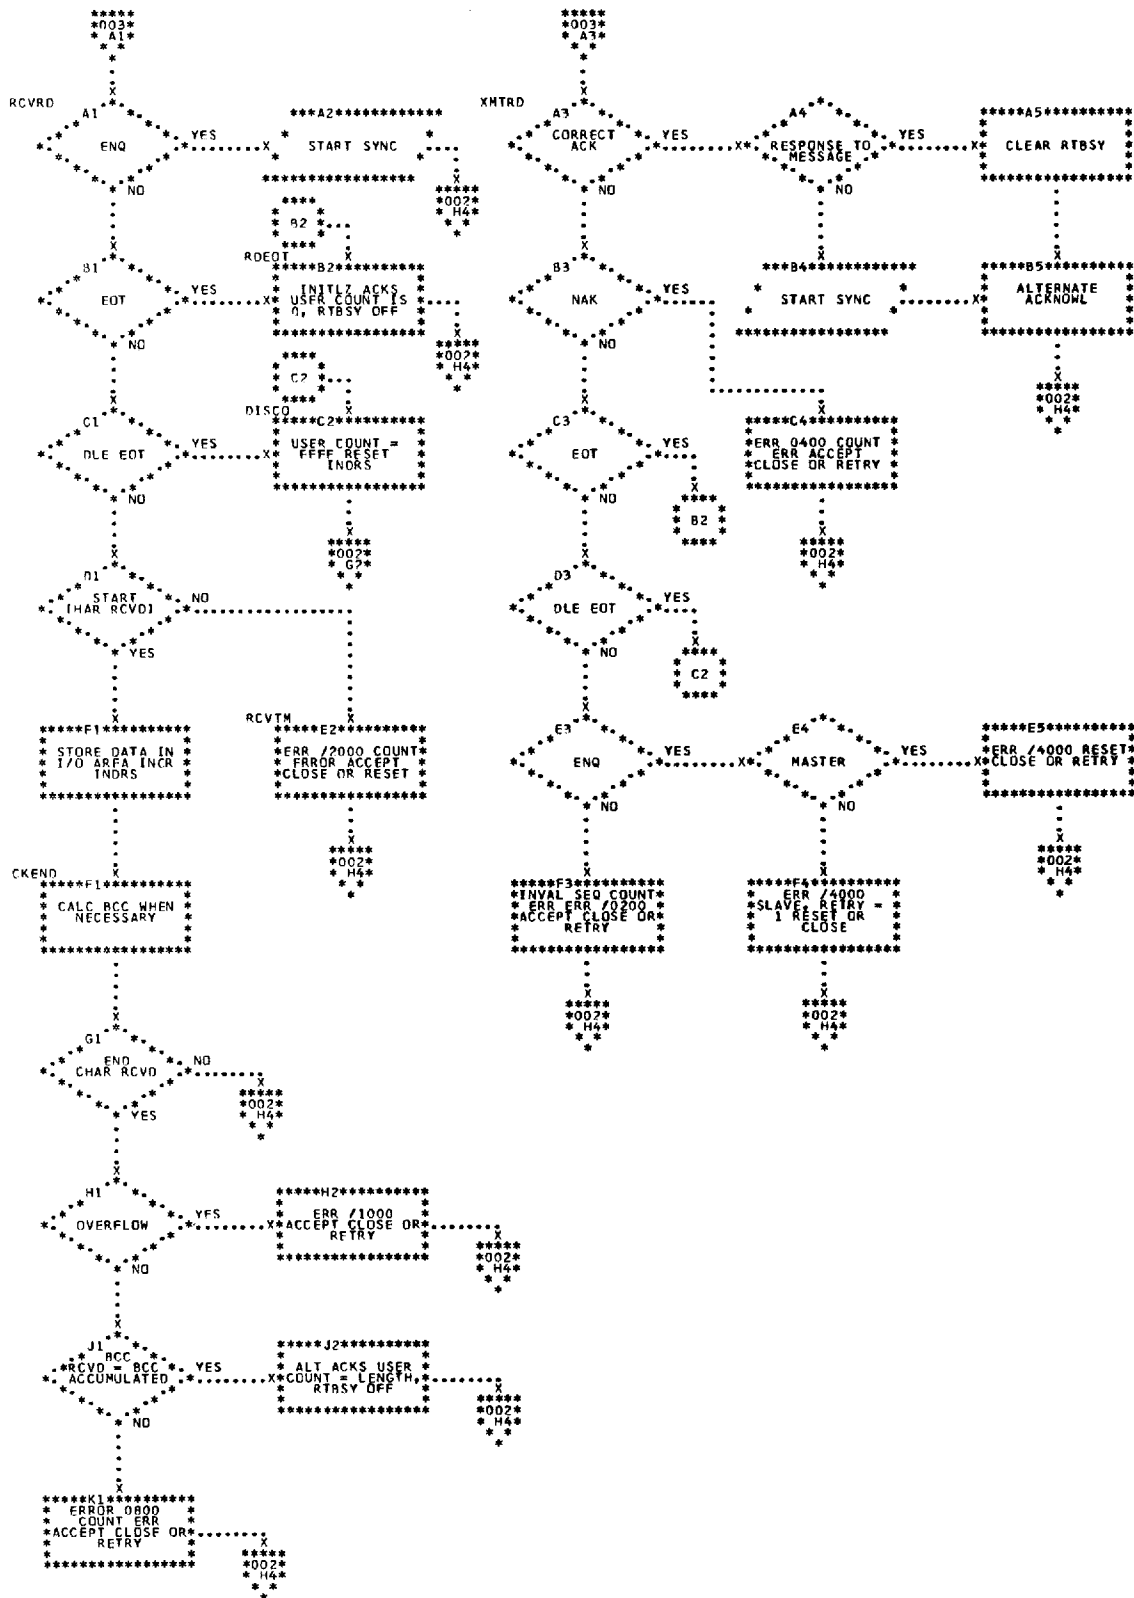 003
A1
RCVRD
A1
ENQ
YES
NO
A2
START SYNC
002
H4
B2
RDEOT
B1
EOT
YES
NO
B2
INITLZ ACKS
USER COUNT IS
0, RTBSY OFF
002
H4
C2
DISCO
C1
DLE EOT
YES
NO
C2
USER COUNT =
FFFF RESET
INDRS
002
G2
D1
START
CHAR RCVD
NO
YES
F1
STORE DATA IN
I/O AREA INCR
INDRS
RCVTM
E2
ERR /2000 COUNT
ERROR ACCEPT
CLOSE OR RESET
002
H4
CKEND
F1
CALC BCC WHEN
NECESSARY
G1
END
CHAR RCVD
NO
YES
002
H4
H1
OVERFLOW
YES
NO
H2
ERR /1000
ACCEPT CLOSE OR
RETRY
002
H4
J1
BCC
RCVD = BCC
ACCUMULATED
YES
NO
J2
ALT ACKS USER
COUNT = LENGTH,
RTBSY OFF
002
H4
K1
ERROR 0800
COUNT ERR
ACCEPT CLOSE OR
RETRY
002
H4
003
A3
XMTRD
A3
CORRECT
ACK
YES
NO
A4
RESPONSE TO
MESSAGE
YES
NO
A5
CLEAR RTBSY
B3
NAK
YES
NO
B4
START SYNC
B5
ALTERNATE
ACKNOWL
002
H4
C3
EOT
YES
NO
B2
C4
ERR 0400 COUNT
ERR ACCEPT
CLOSE OR RETRY
002
H4
D3
DLE EOT
YES
NO
C2
E3
ENQ
YES
NO
E4
MASTER
YES
NO
E5
ERR /4000 RESET
CLOSE OR RETRY
002
H4
F3
INVAL SEQ COUNT
ERR ERR /0200
ACCEPT CLOSE OR
RETRY
002
H4
F4
ERR /4000
SLAVE, RETRY =
1 RESET OR
CLOSE
002
H4